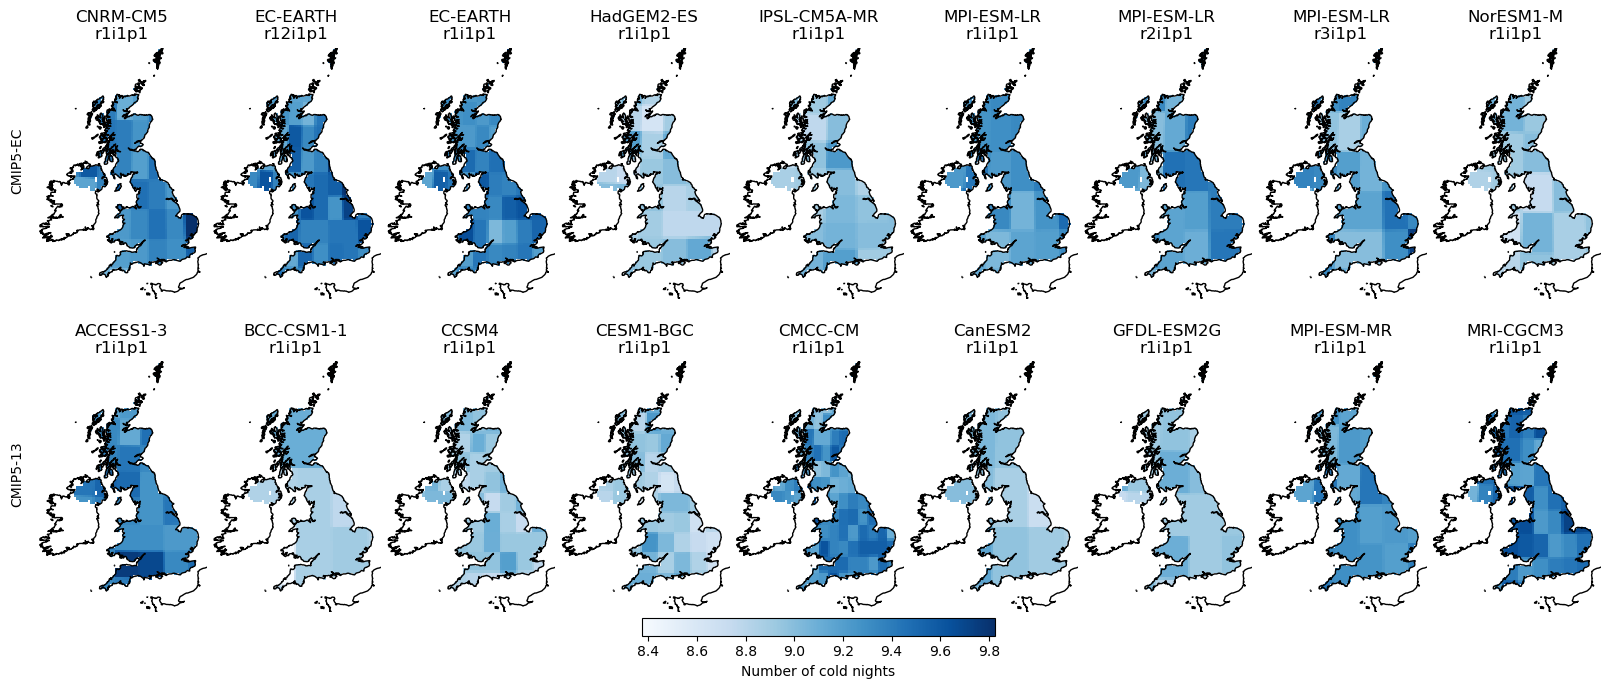 CNRM-CM5
r1i1p1
EC-EARTH
r12i1p1
EC-EARTH
r1i1p1
HadGEM2-ES
r1i1p1
IPSL-CM5A-MR
r1i1p1
MPI-ESM-LR
r1i1p1
MPI-ESM-LR
r2i1p1
MPI-ESM-LR
r3i1p1
NorESM1-M
r1i1p1
CMIP5-EC
ACCESS1-3
r1i1p1
BCC-CSM1-1
r1i1p1
CCSM4
r1i1p1
CESM1-BGC
r1i1p1
CMCC-CM
r1i1p1
CanESM2
r1i1p1
GFDL-ESM2G
r1i1p1
MPI-ESM-MR
r1i1p1
MRI-CGCM3
r1i1p1
CMIP5-13
8.4 8.6 8.8 9.0 9.2 9.4 9.6 9.8
Number of cold nights